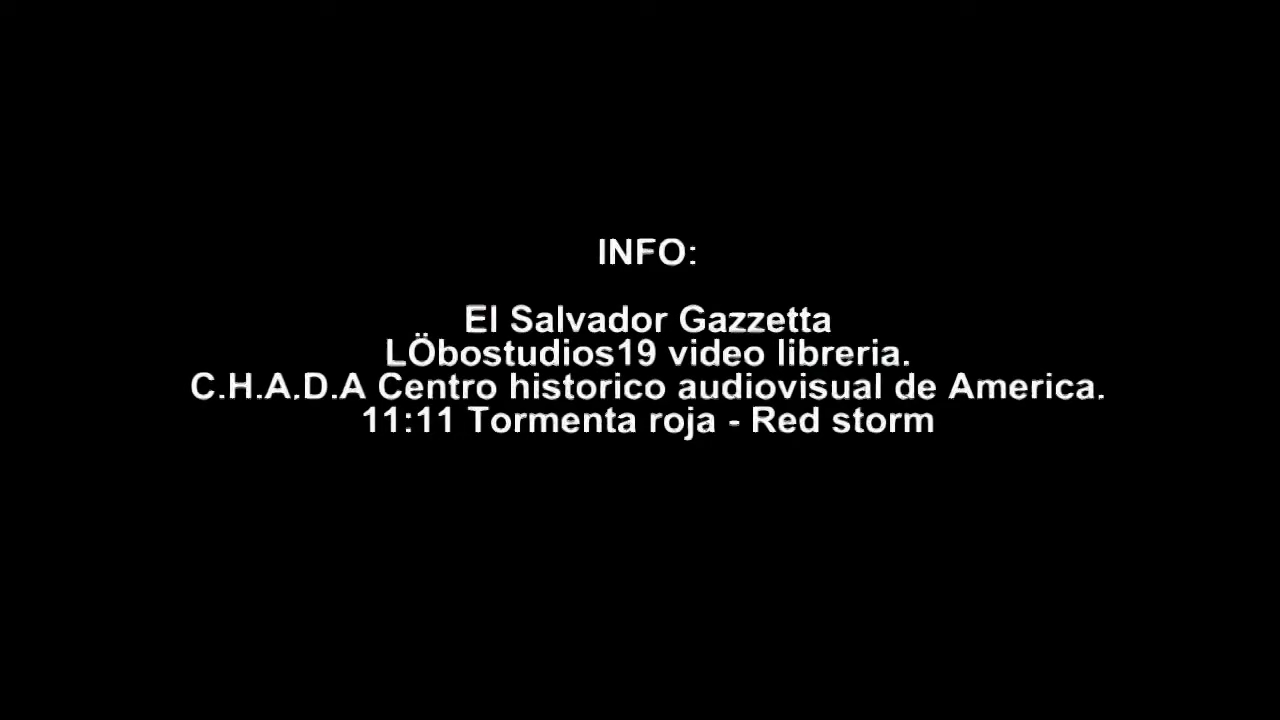 INFO:
El Salvador Gazzetta
LÖbostudios19 video libreria.
C.H.A.D.A Centro historico audiovisual de America.
11:11 Tormenta roja - Red storm